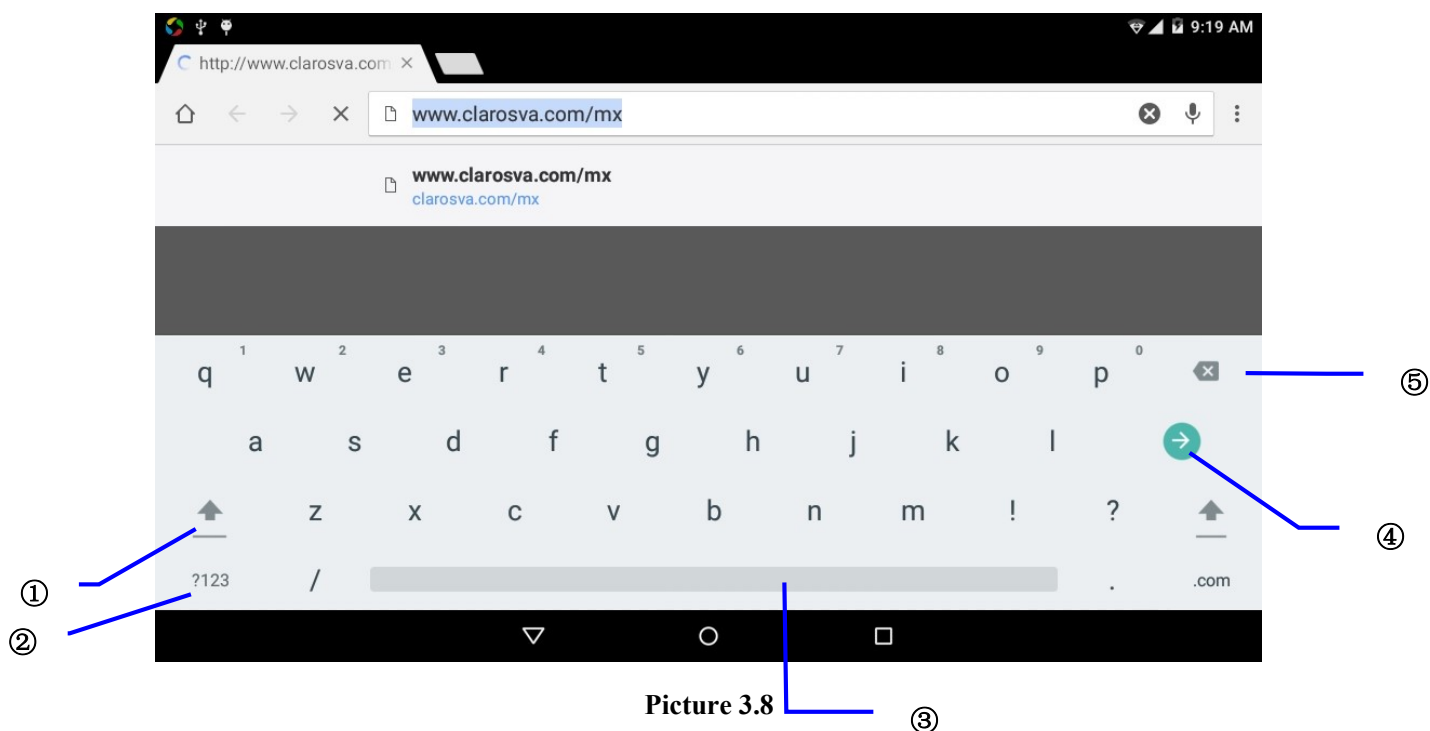 9:19 AM
http://www.clarosva.com
www.clarosva.com/mx
www.clarosva.com/mx
clarosva.com/mx
1 2 3 4 5 6 7 8 9 0
q w e r t y u i o p
⑤
a s d f g h j k l
z x c v b n m ! ?
④
①
?123 / . .com
②
Picture 3.8
③